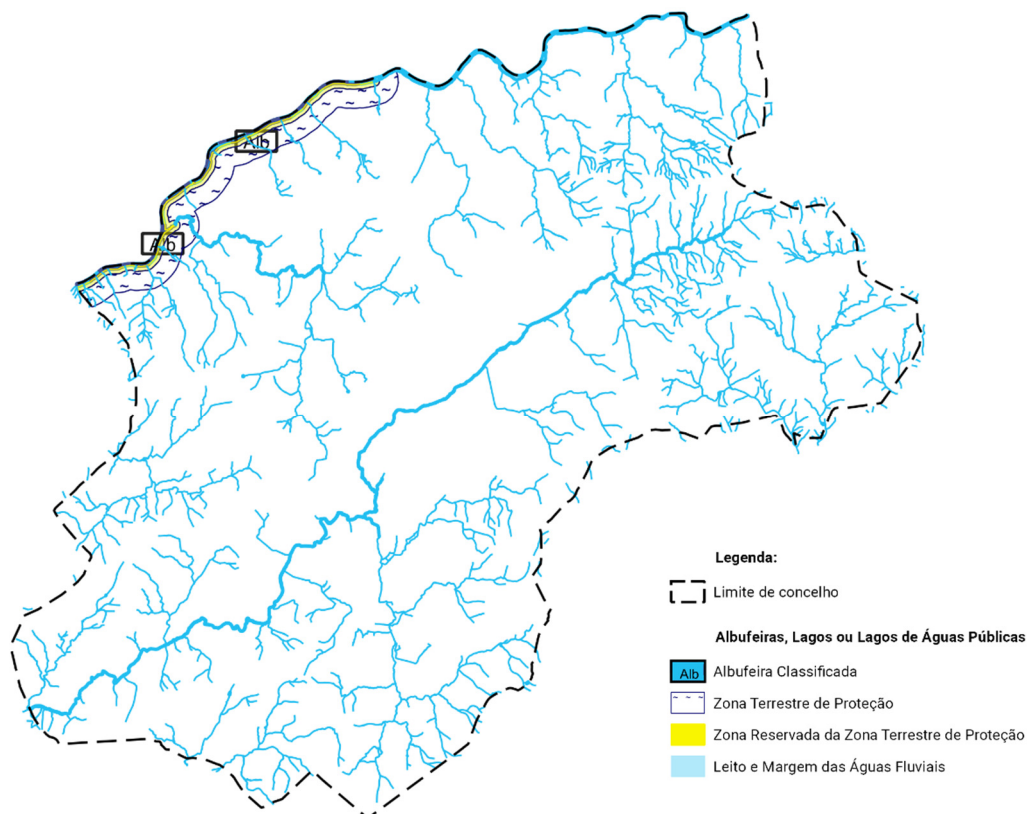 Alb
Alb
Legenda:
Limite de concelho
Albufeiras, Lagos ou Lagos de Águas Públicas
Alb Albufeira Classificada
Zona Terrestre de Proteção
Zona Reservada da Zona Terrestre de Proteção
Leito e Margem das Águas Fluviais